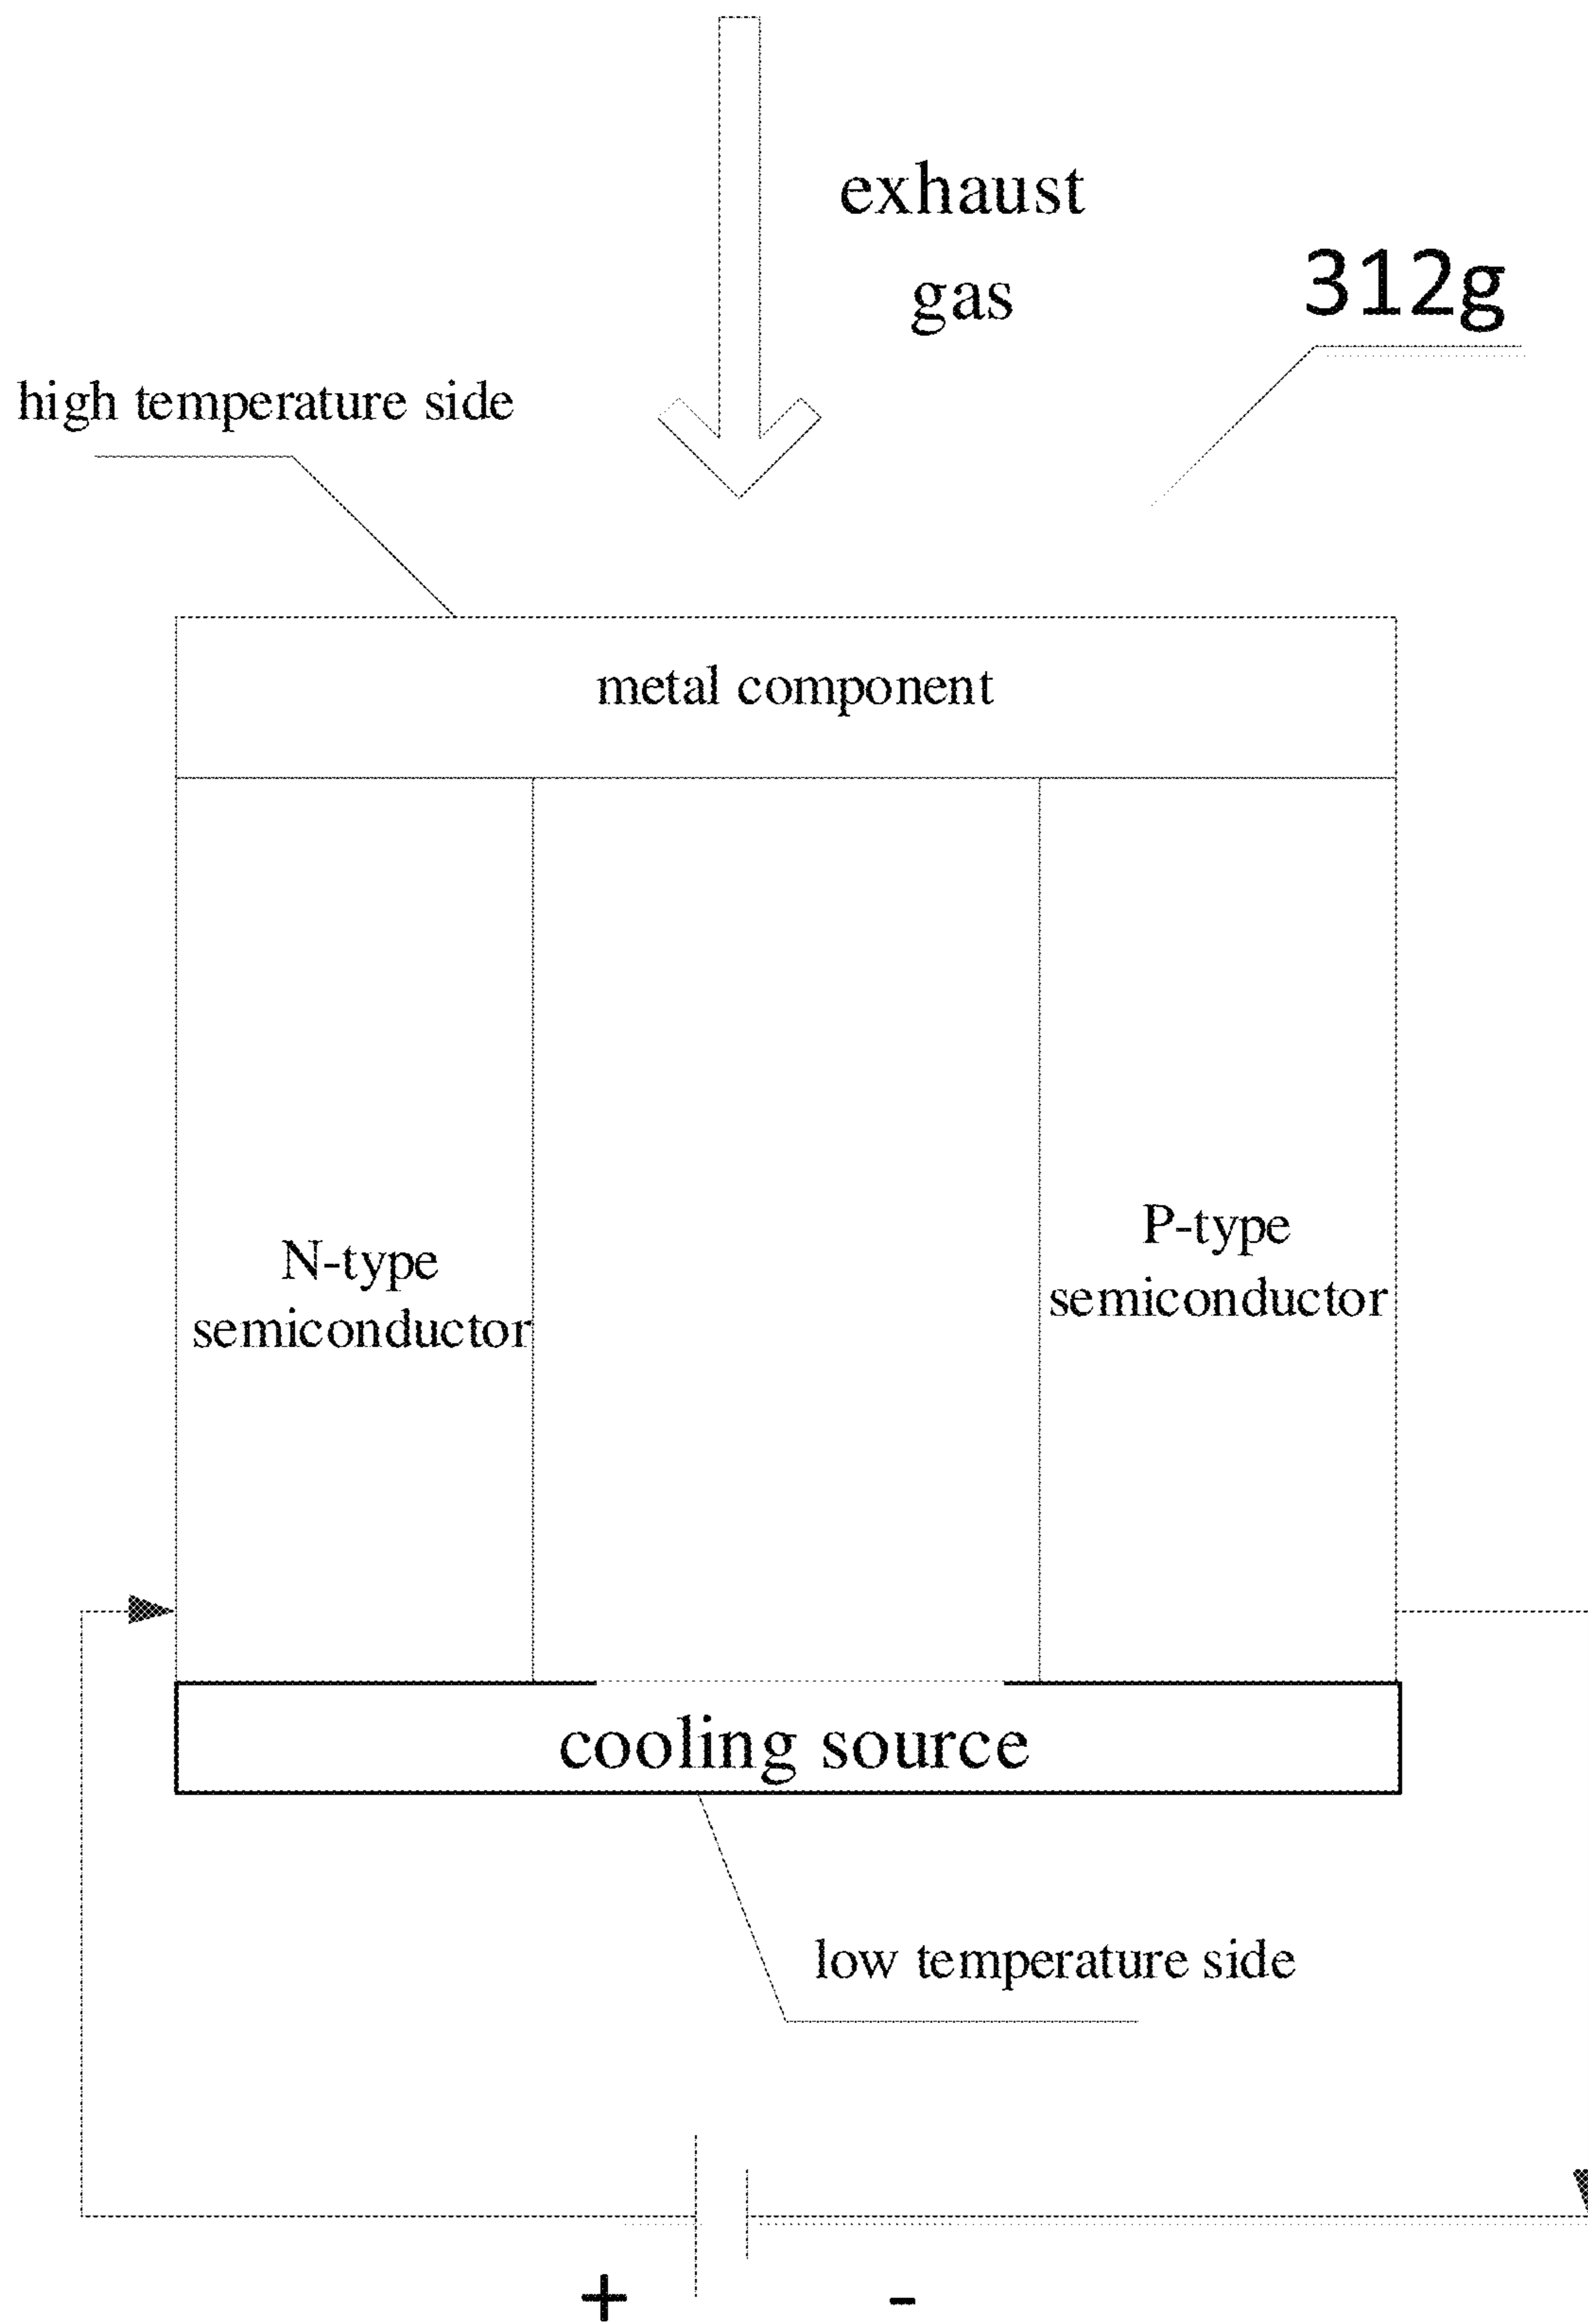 exhaust
gas
312g
high temperature side
metal component
N-type
semiconductor
P-type
semiconductor
cooling source
low temperature side
+ -